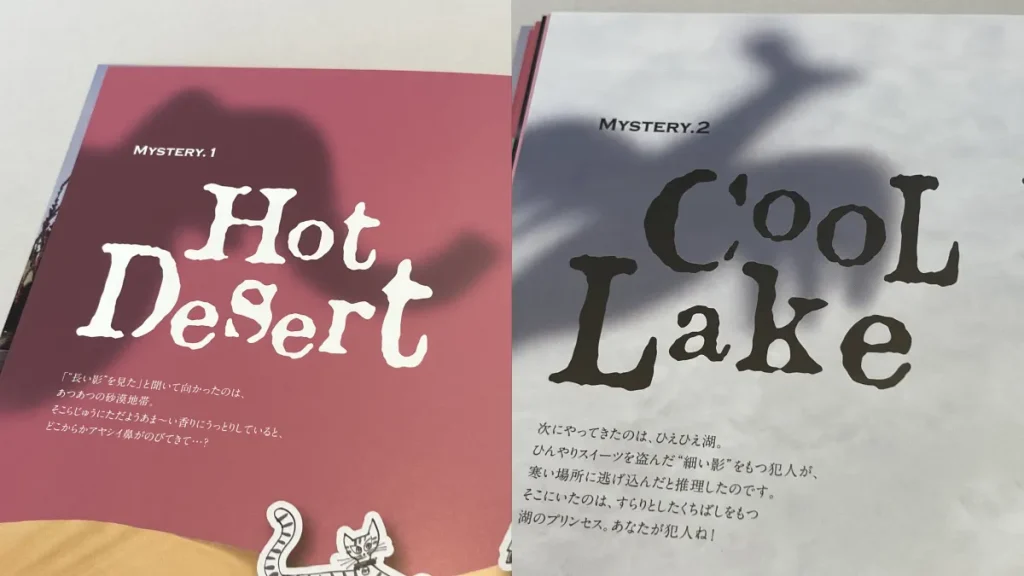 MYSTERY.1
Hot
Desert
「“長い影”を見た」と聞いて向かったのは、
あつあつの砂漠地帯。
そこらじゅうにただようあま〜い香りにうっとりしていると、
どこからかアヤシイ鼻がのびてきて…?
MYSTERY.2
Cool
Lake
次にやってきたのは、ひえひえ湖。
ひんやりスイーツを盗んだ“細い影”をもつ犯人が、
寒い場所に逃げ込んだと推理したのです。
そこにいたのは、すらりとしたくちばしをもつ
湖のプリンセス。あなたが犯人ね!